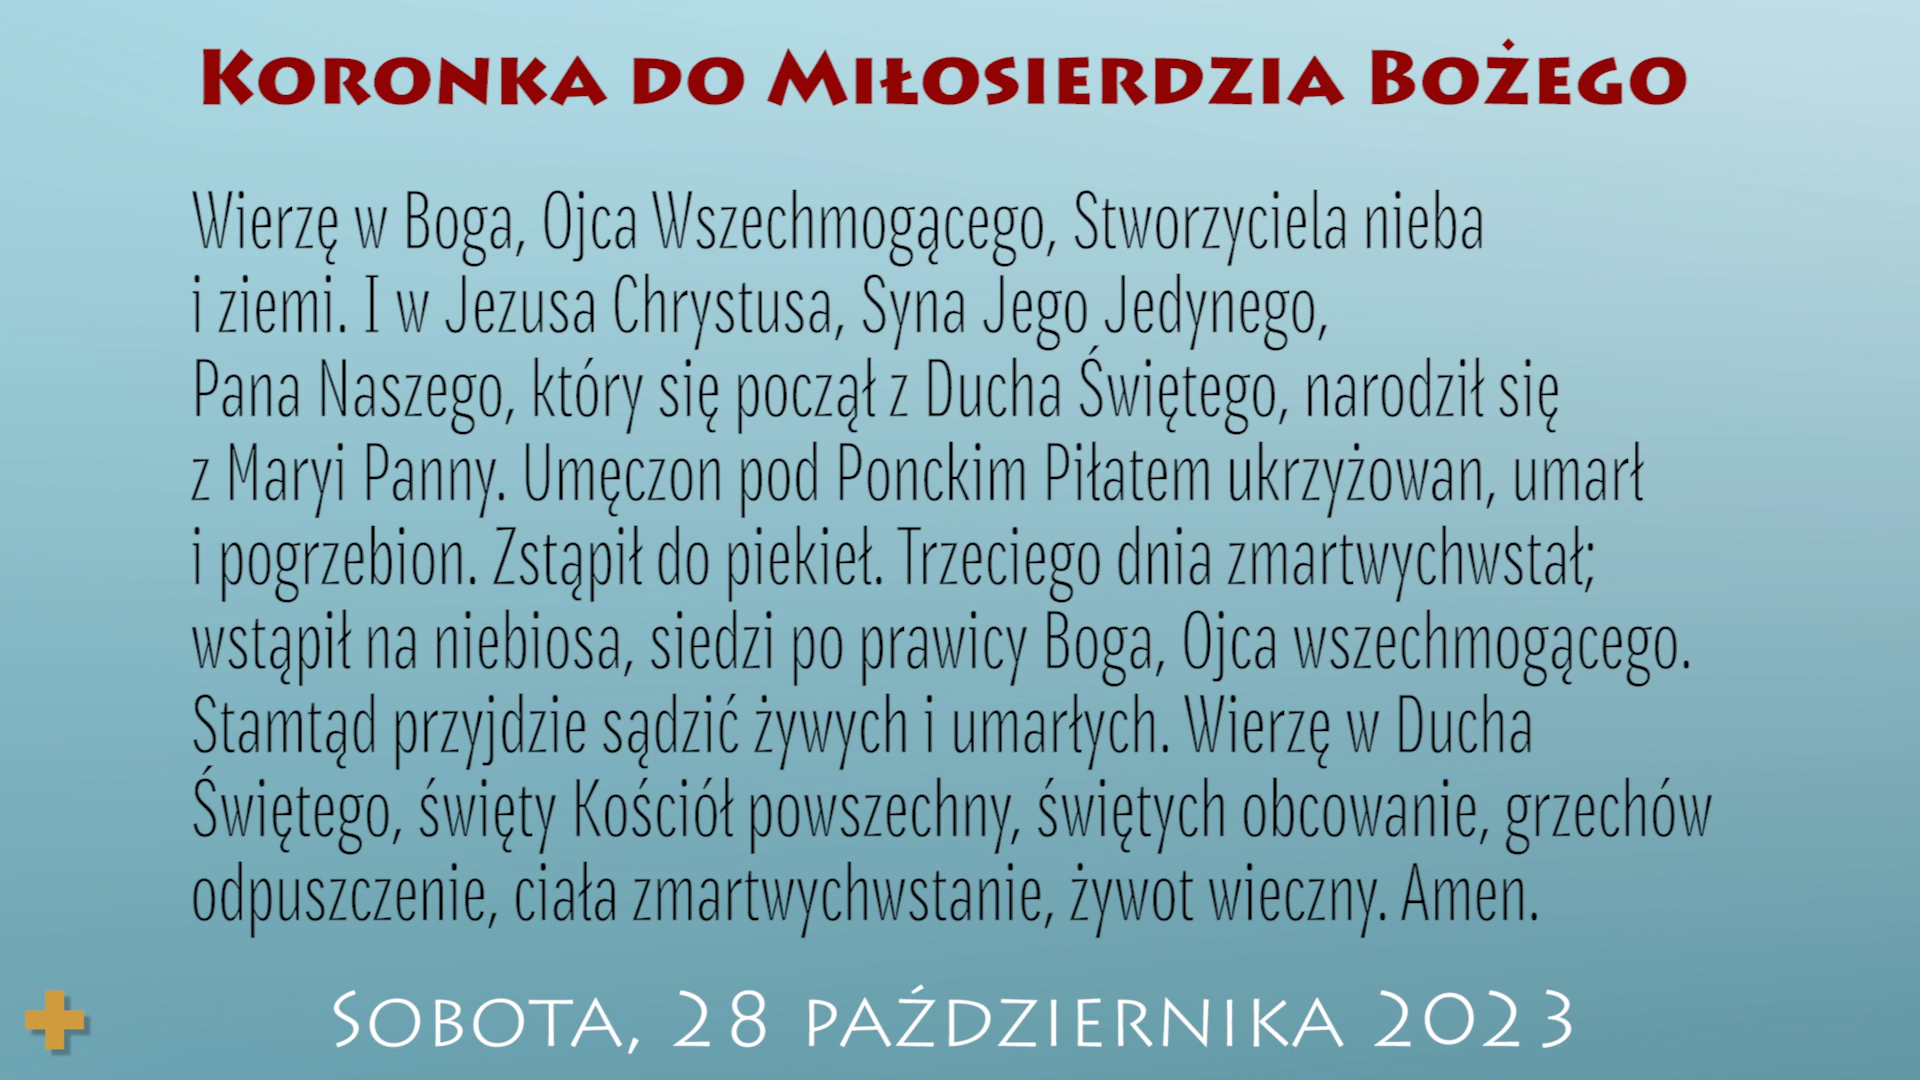 Koronka do Miłosierdzia Bożego
Wierzę w Boga, Ojca Wszechmogącego, Stworzyciela nieba
i ziemi. I w Jezusa Chrystusa, Syna Jego Jedynego,
Pana Naszego, który się począł z Ducha Świętego, narodził się
z Maryi Panny. Umęczon pod Ponckim Piłatem ukrzyżowan, umarł
i pogrzebion. Zstąpił do piekieł. Trzeciego dnia zmartwychwstał;
wstąpił na niebiosa, siedzi po prawicy Boga, Ojca wszechmogącego.
Stamtąd przyjdzie sądzić żywych i umarłych. Wierzę w Ducha
Świętego, święty Kościół powszechny, świętych obcowanie, grzechów
odpuszczenie, ciała zmartwychwstanie, żywot wieczny. Amen.
Sobota, 28 października 2023